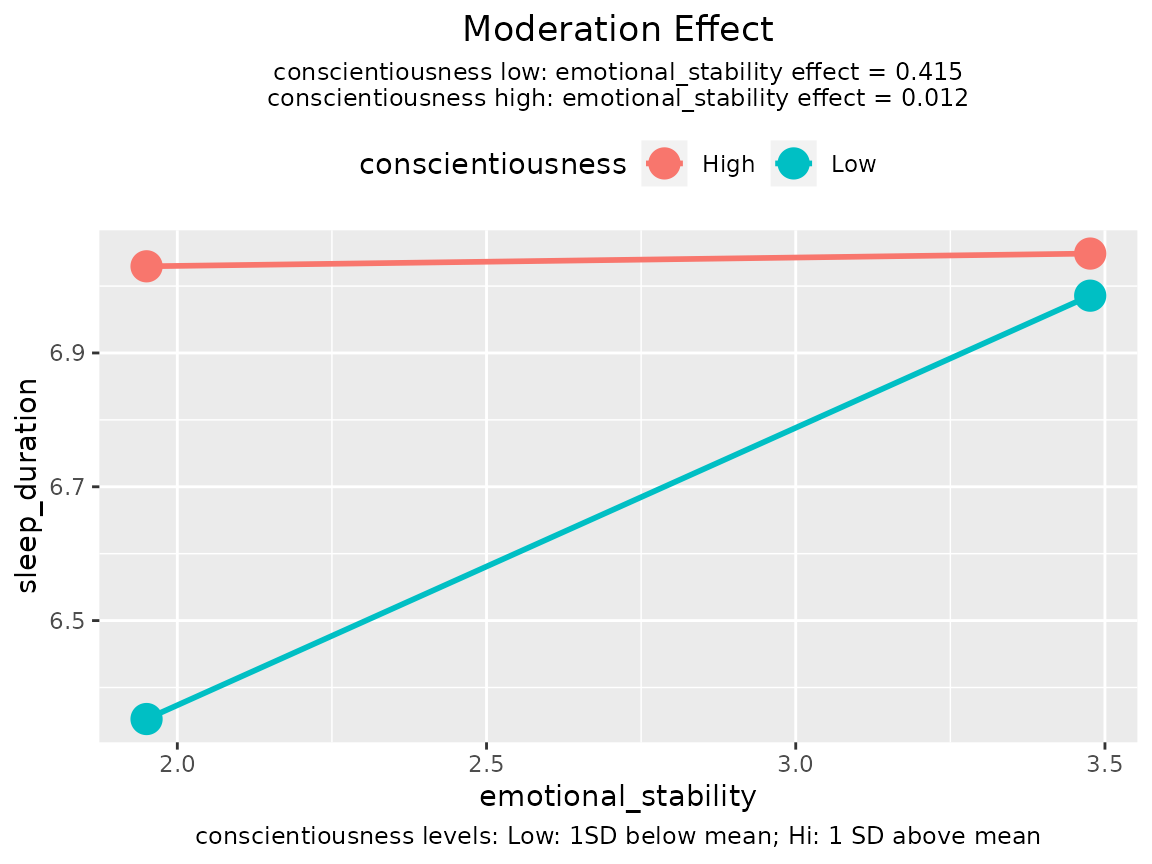 Moderation Effect
conscientiousness low: emotional_stability effect = 0.415
conscientiousness high: emotional_stability effect = 0.012
conscientiousness High Low
6.9
6.7
6.5
sleep_duration
2.0 2.5 3.0 3.5
emotional_stability
conscientiousness levels: Low: 1SD below mean; Hi: 1 SD above mean